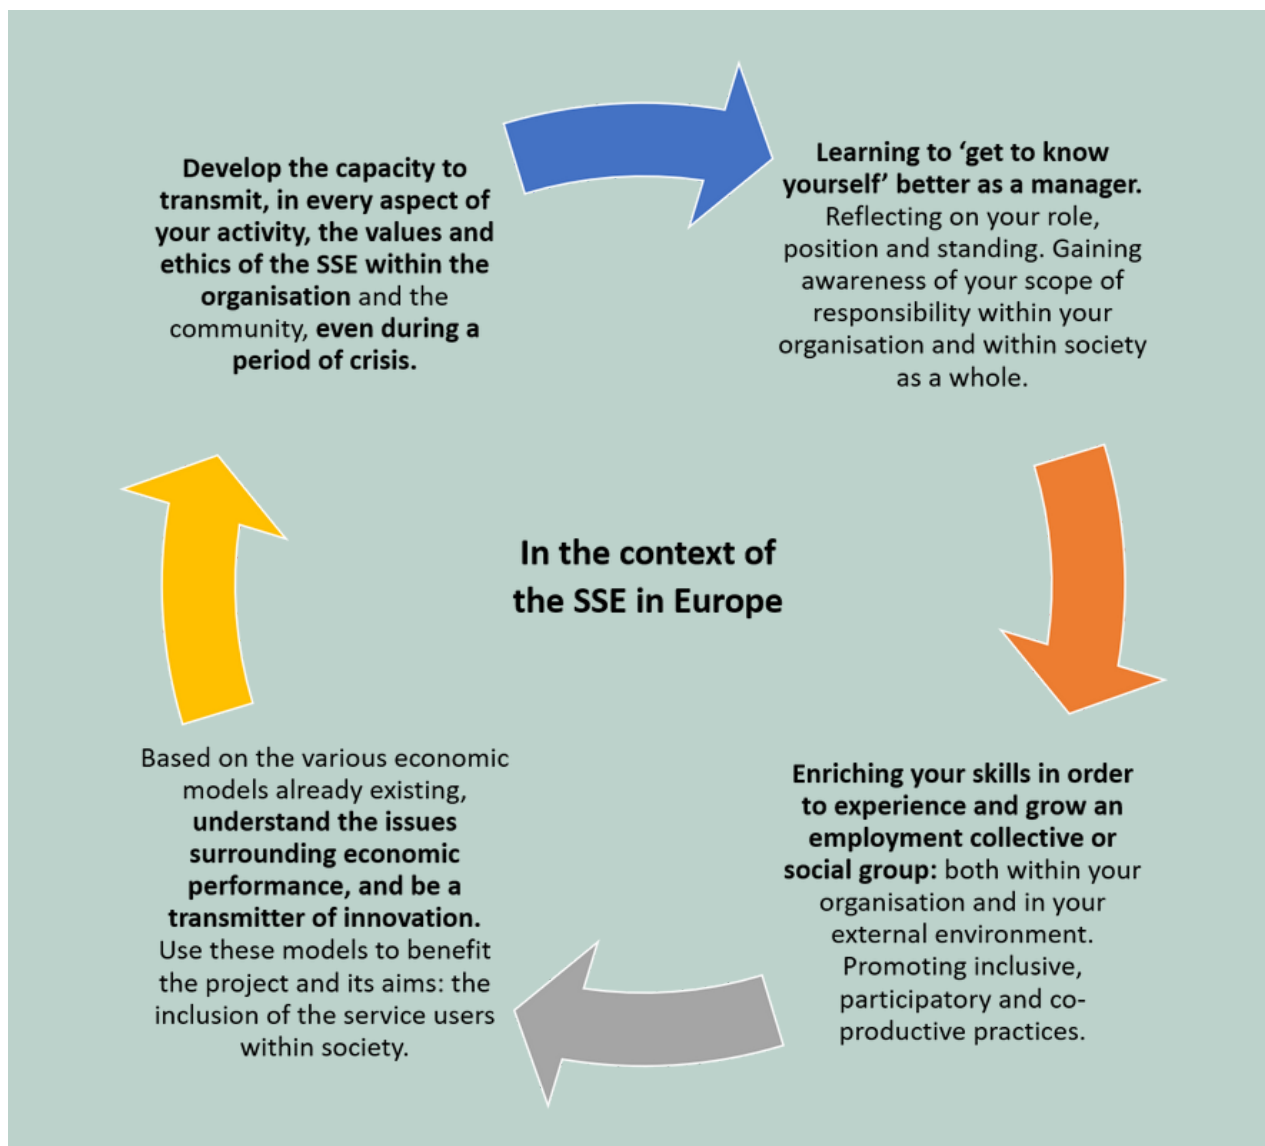 Develop the capacity to
transmit, in every aspect of
your activity, the values and
ethics of the SSE within the
organisation and the
community, even during a
period of crisis.
Learning to ‘get to know
yourself’ better as a manager.
Reflecting on your role,
position and standing. Gaining
awareness of your scope of
responsibility within your
organisation and within society
as a whole.
In the context of
the SSE in Europe
Based on the various economic
models already existing,
understand the issues
surrounding economic
performance, and be a
transmitter of innovation.
Use these models to benefit
the project and its aims: the
inclusion of the service users
within society.
Enriching your skills in order
to experience and grow an
employment collective or
social group: both within your
organisation and in your
external environment.
Promoting inclusive,
participatory and co-
productive practices.